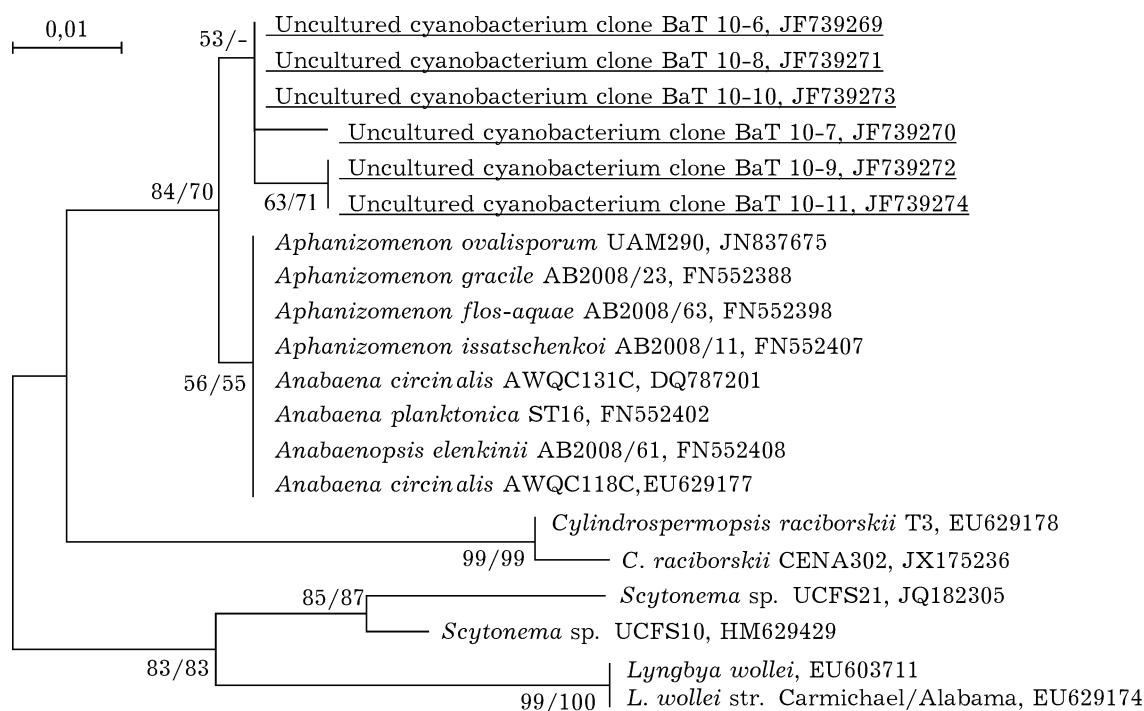 0,01
53/-
Uncultured cyanobacterium clone BaT 10-6, JF739269
Uncultured cyanobacterium clone BaT 10-8, JF739271
Uncultured cyanobacterium clone BaT 10-10, JF739273
Uncultured cyanobacterium clone BaT 10-7, JF739270
Uncultured cyanobacterium clone BaT 10-9, JF739272
84/70
63/71
Uncultured cyanobacterium clone BaT 10-11, JF739274
Aphanizomenon ovalisporum UAM290, JN837675
Aphanizomenon gracile AB2008/23, FN552388
Aphanizomenon flos-aquae AB2008/63, FN552398
Aphanizomenon issatschenkoi AB2008/11, FN552407
56/55
Anabaena circinalis AWQC131C, DQ787201
Anabaena planktonica ST16, FN552402
Anabaenopsis elenkinii AB2008/61, FN552408
Anabaena circinalis AWQC118C,EU629177
Cylindrospermopsis raciborskii T3, EU629178
99/99
C. raciborskii CENA302, JX175236
85/87
Scytonema sp. UCFS21, JQ182305
Scytonema sp. UCFS10, HM629429
83/83
Lyngbya wollei, EU603711
99/100
L. wollei str. Carmichael/Alabama, EU629174